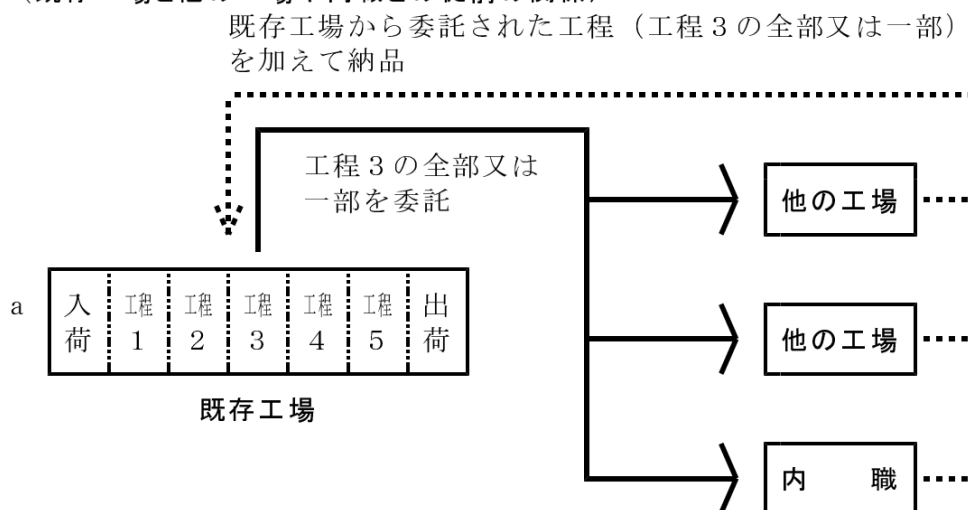 既存工場から委託された工程（工程３の全部又は一部）
を加えて納品
工程３の全部又は
一部を委託
他の工場
a
入荷
工程1
工程2
工程3
工程4
工程5
出荷
他の工場
既存工場
内　職